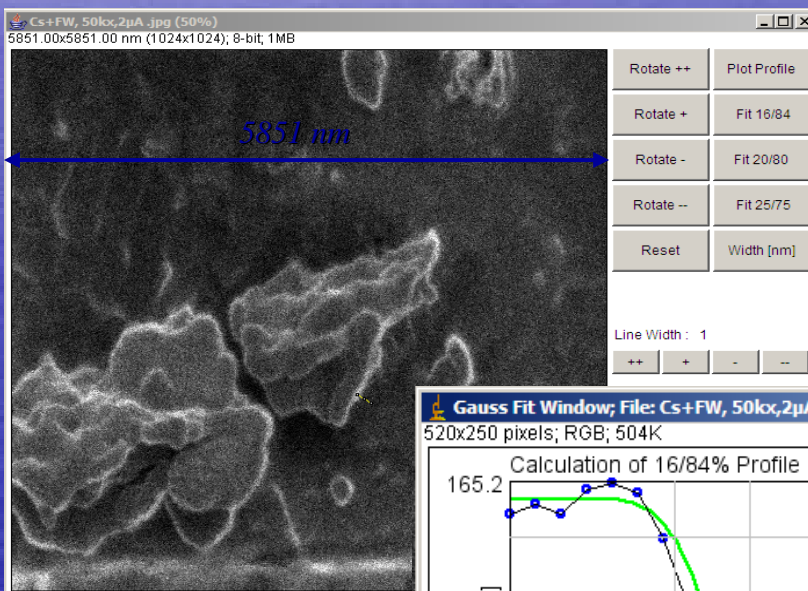 Cs+FW, 50kx,2µA .jpg (50%)
5851.00x5851.00 nm (1024x1024); 8-bit; 1MB
5851 nm
Rotate ++
Plot Profile
Rotate +
Fit 16/84
Rotate -
Fit 20/80
Rotate --
Fit 25/75
Reset
Width [nm]
Line Width : 1
++ + - --
Gauss Fit Window; File: Cs+FW, 50kx,2µA
520x250 pixels; RGB; 504K
Calculation of 16/84% Profile
165.2